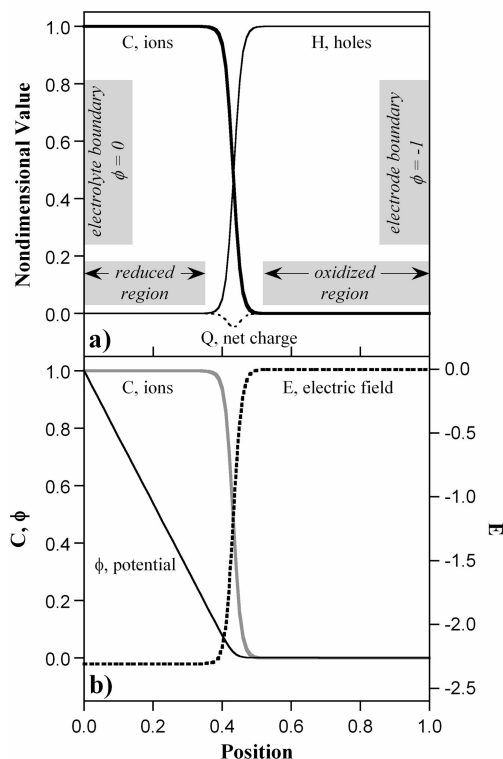 1.0
0.8
0.6
0.4
0.2
0.0
Nondimensional Value
C, ions
H, holes
electrolyte boundary
ϕ = 0
electrode boundary
ϕ = -1
reduced
region
oxidized
region
Q, net charge
a)
1.0
0.8
0.6
0.4
0.2
0.0
C, ϕ
C, ions
E, electric field
ϕ, potential
0.0
-0.5
-1.0
-1.5
-2.0
-2.5
E
b)
0.0 0.2 0.4 0.6 0.8 1.0
Position